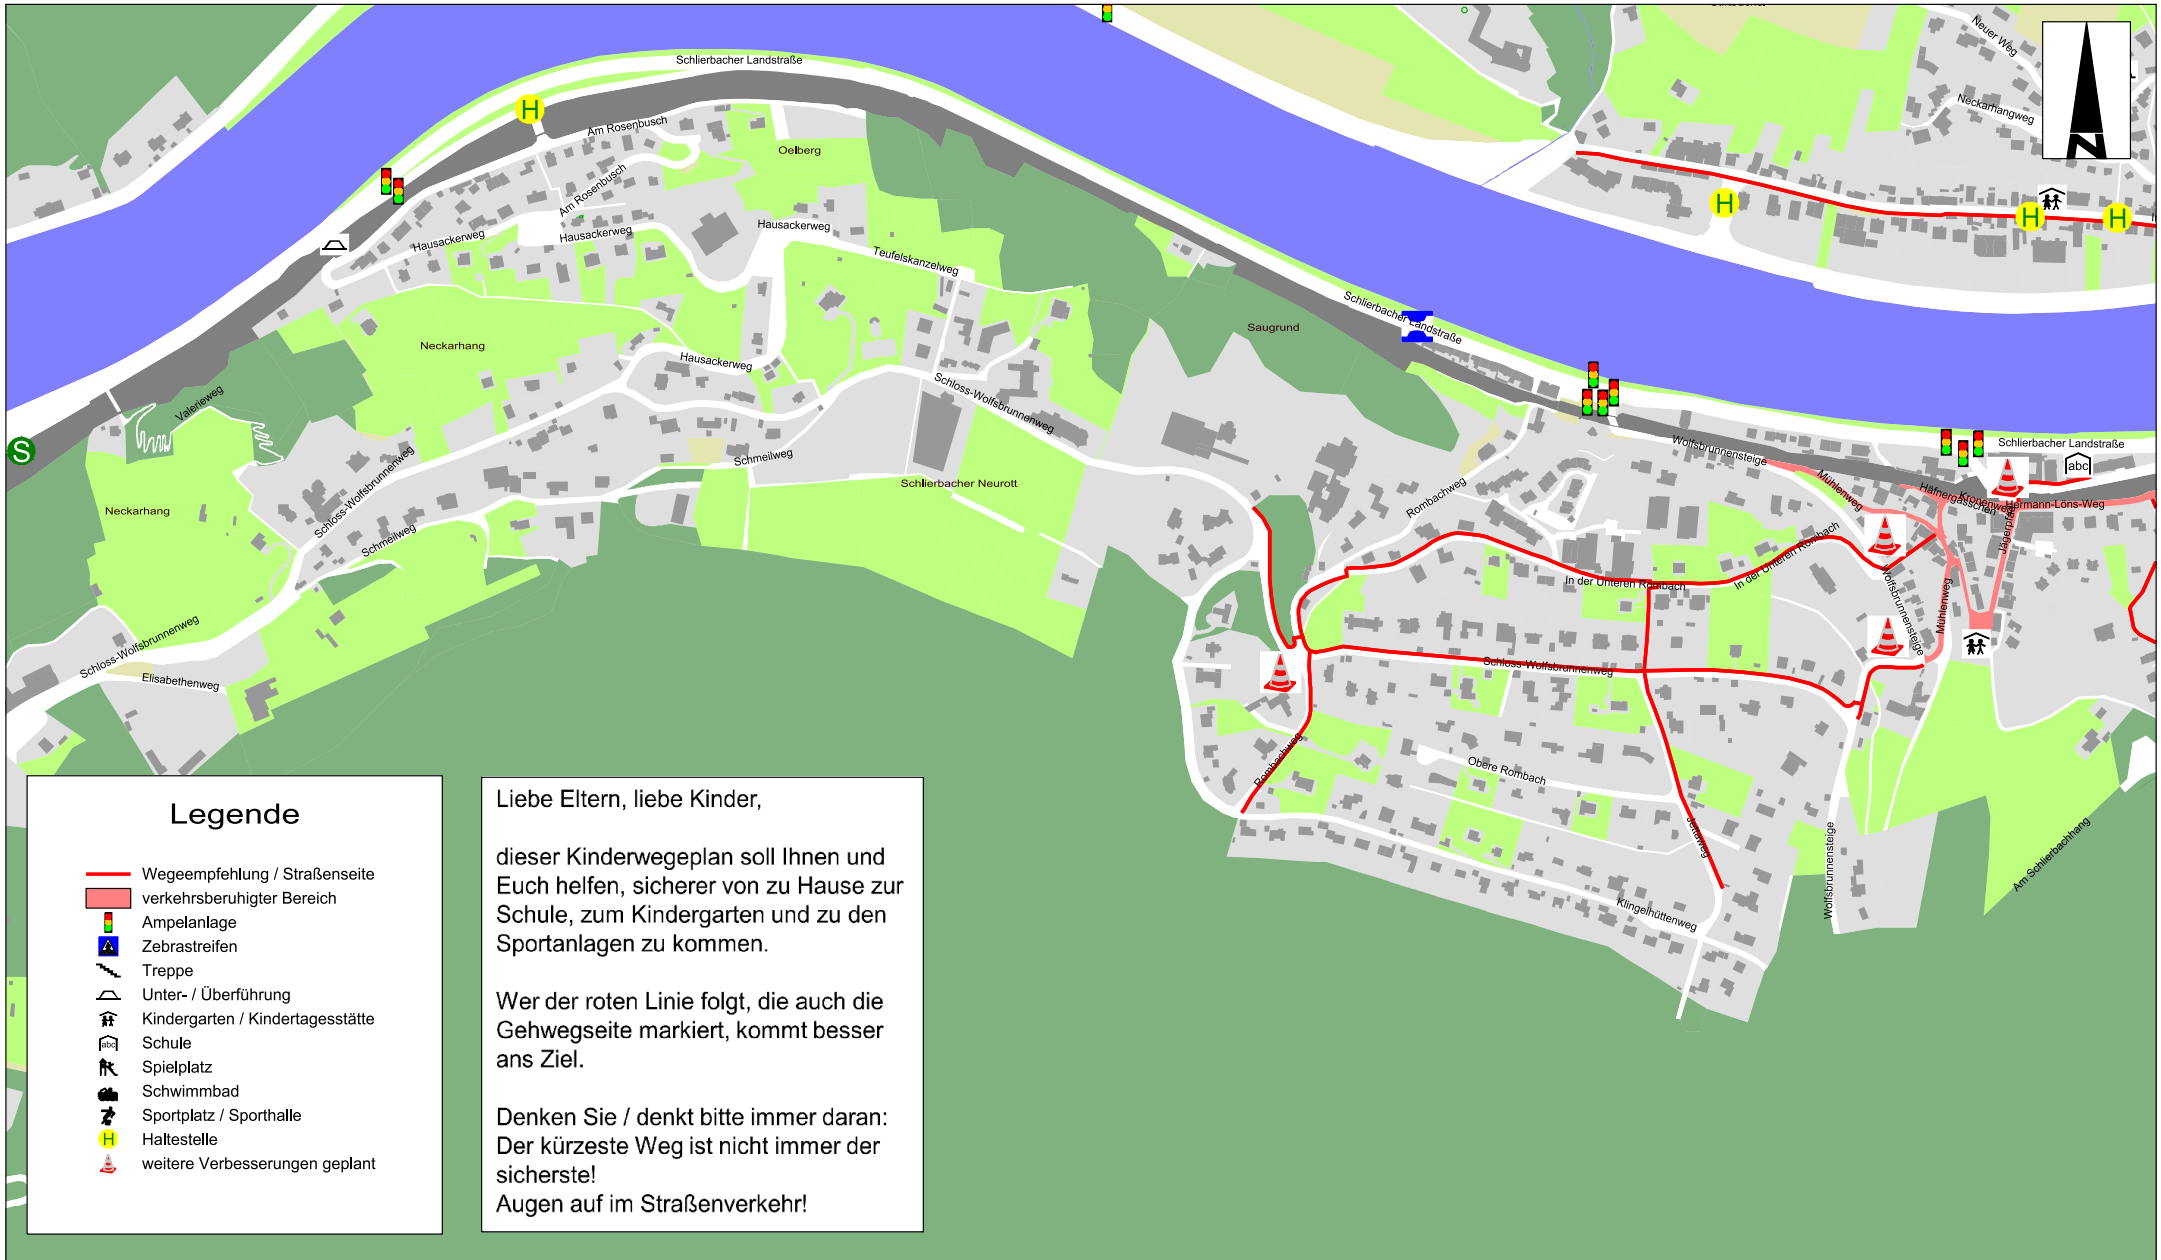 Schlierbacher Landstraße
Neuer Weg
Neckarhangweg
H
Am Rosenbusch
Oelberg
Am Rosenbusch
Hausackerweg
Hausackerweg
Hausackerweg
Teufelskanzelweg
H
H
H
N
Neckarhang
Hausackerweg
Saugrund
Schlierbacher Landstraße
Valerieweg
Schloss-Wolfsbrunnenweg
S
Schloss-Wolfsbrunnenweg
Schmeilweg
Schlierbacher Neurott
Neckarhang
Schmeilweg
Rombachweg
Wolfsbrunnensteige
Mühlenweg
Schlierbacher Landstraße
abc
Häfnergässchen
Kronenweg
Hermann-Löns-Weg
Jägerpfad
In der Unteren Rombach
In der Unteren Rombach
Wolfsbrunnensteige
Mühlenweg
Schloss-Wolfsbrunnenweg
Elisabethenweg
Schloss-Wolfsbrunnenweg
Rombachweg
Obere Rombach
Jettaweg
Wolfsbrunnensteige
Am Schlierbachhang
Klingelhüttenweg
Legende
Wegeempfehlung / Straßenseite
verkehrsberuhigter Bereich
Ampelanlage
Zebrastreifen
Treppe
Unter- / Überführung
Kindergarten / Kindertagesstätte
abc Schule
Spielplatz
Schwimmbad
Sportplatz / Sporthalle
H Haltestelle
weitere Verbesserungen geplant
Liebe Eltern, liebe Kinder,
dieser Kinderwegeplan soll Ihnen und
Euch helfen, sicherer von zu Hause zur
Schule, zum Kindergarten und zu den
Sportanlagen zu kommen.
Wer der roten Linie folgt, die auch die
Gehwegseite markiert, kommt besser
ans Ziel.
Denken Sie / denkt bitte immer daran:
Der kürzeste Weg ist nicht immer der
sicherste!
Augen auf im Straßenverkehr!